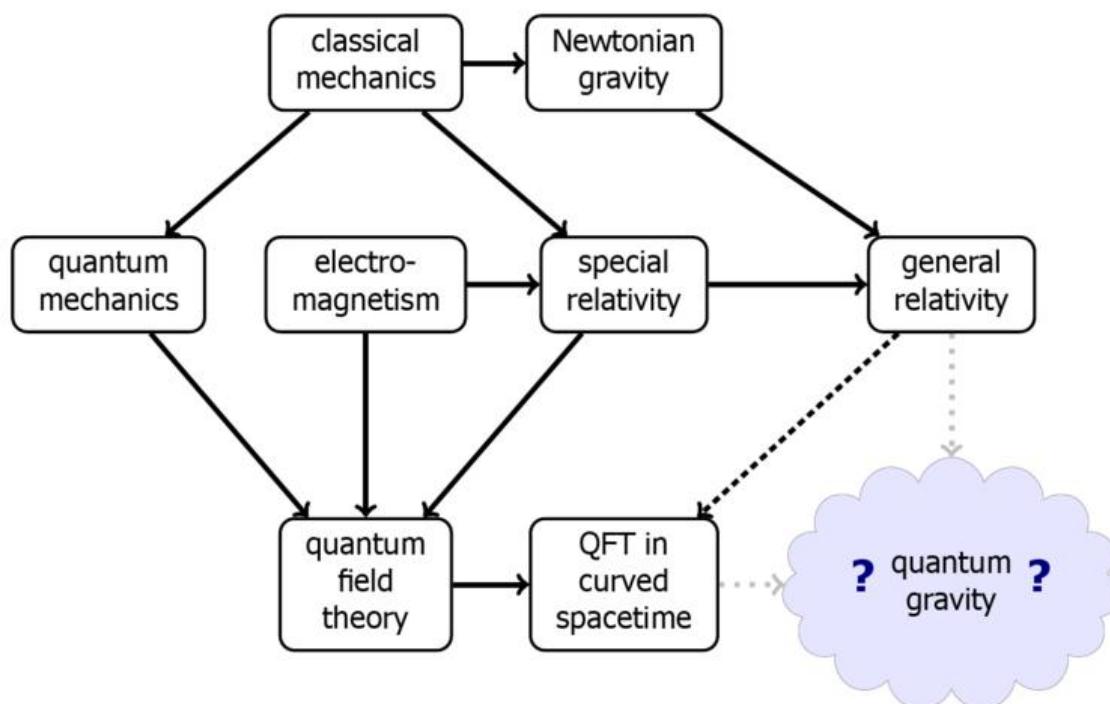 classical
mechanics
Newtonian
gravity
quantum
mechanics
electro-
magnetism
special
relativity
general
relativity
quantum
field
theory
QFT in
curved
spacetime
? quantum ?
gravity